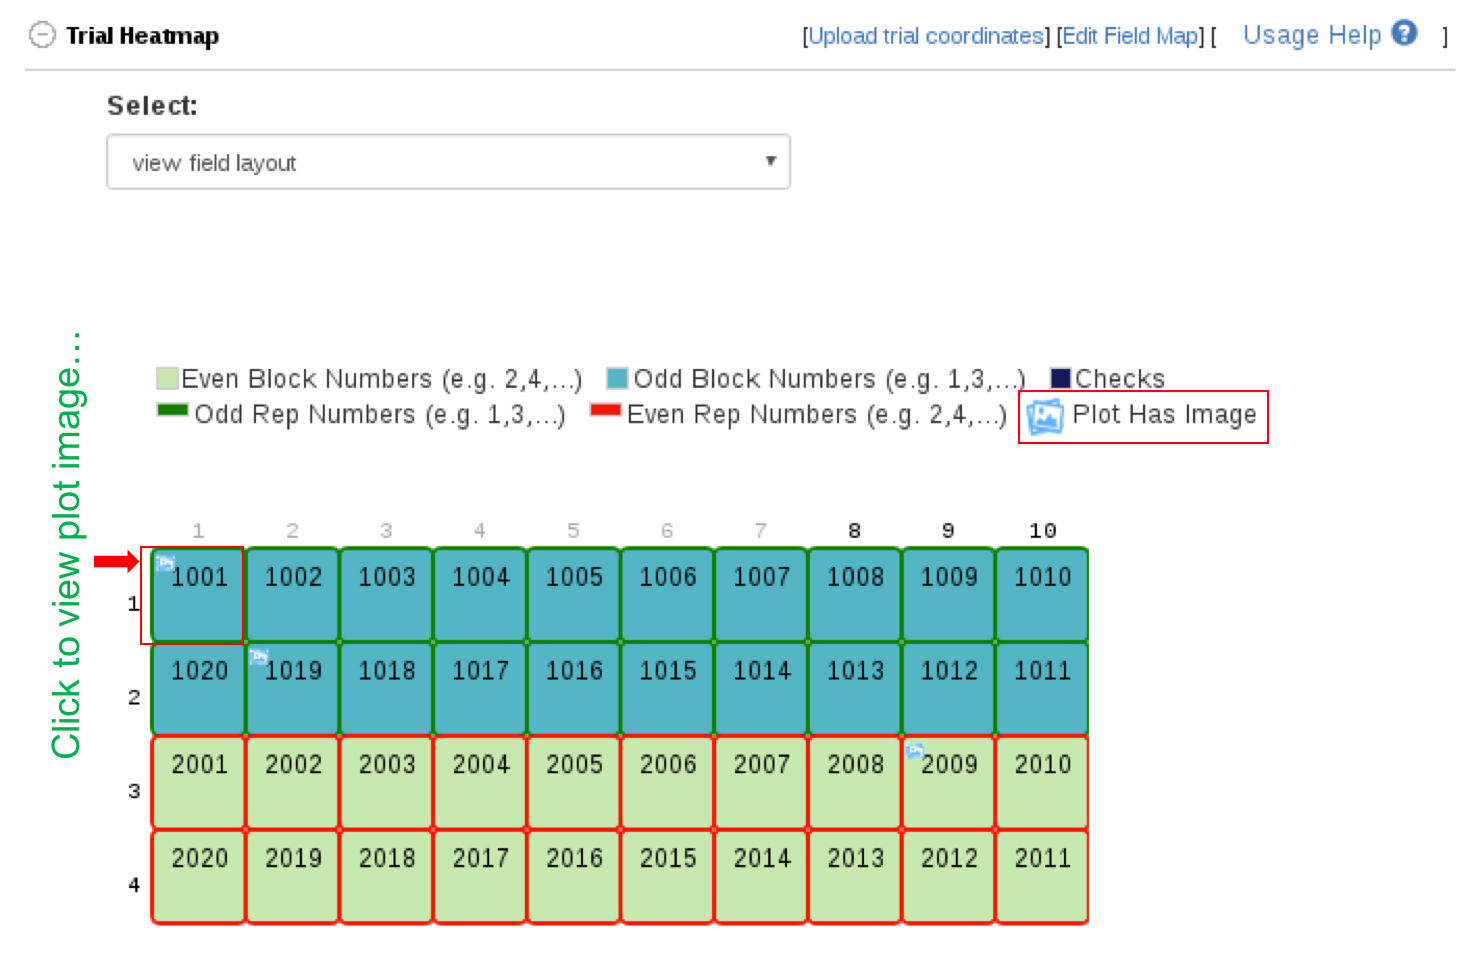 Trial Heatmap [Upload trial coordinates] [Edit Field Map] [ Usage Help ? ]
Select:
view field layout
Click to view plot image...
Even Block Numbers (e.g. 2,4,...) Odd Block Numbers (e.g. 1,3,...) Checks
Odd Rep Numbers (e.g. 1,3,...) Even Rep Numbers (e.g. 2,4,...) Plot Has Image
1 2 3 4 5 6 7 8 9 10
1 1001 1002 1003 1004 1005 1006 1007 1008 1009 1010
2 1020 1019 1018 1017 1016 1015 1014 1013 1012 1011
3 2001 2002 2003 2004 2005 2006 2007 2008 2009 2010
4 2020 2019 2018 2017 2016 2015 2014 2013 2012 2011